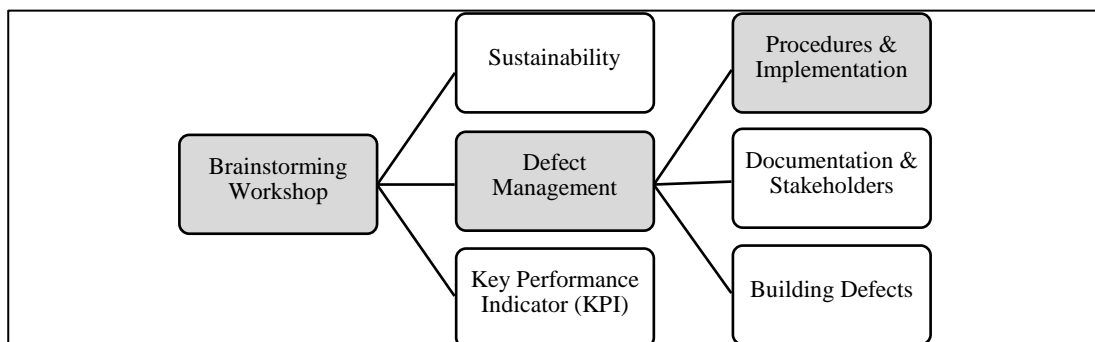 Sustainability
Procedures &
Implementation
Brainstorming
Workshop
Defect
Management
Documentation &
Stakeholders
Key Performance
Indicator (KPI)
Building Defects